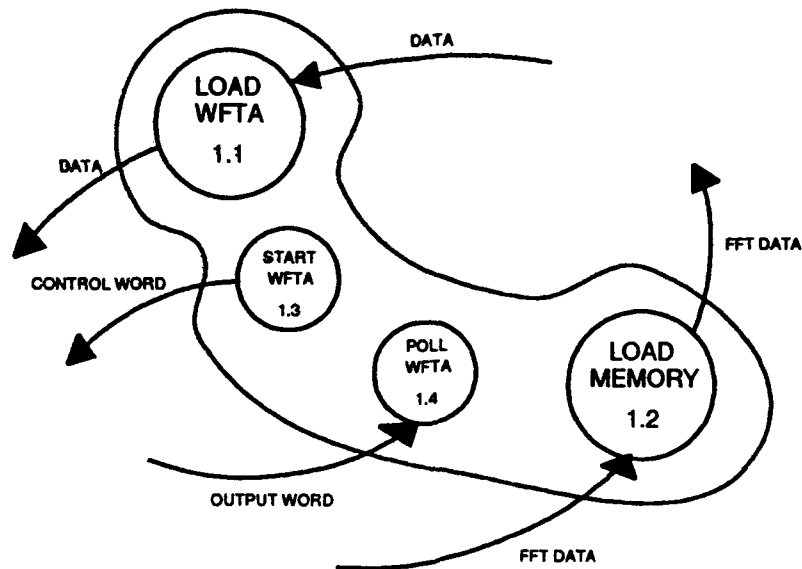 DATA
LOAD
WFTA
1.1
DATA
START
WFTA
1.3
CONTROL WORD
FFT DATA
POLL
WFTA
1.4
LOAD
MEMORY
1.2
OUTPUT WORD
FFT DATA